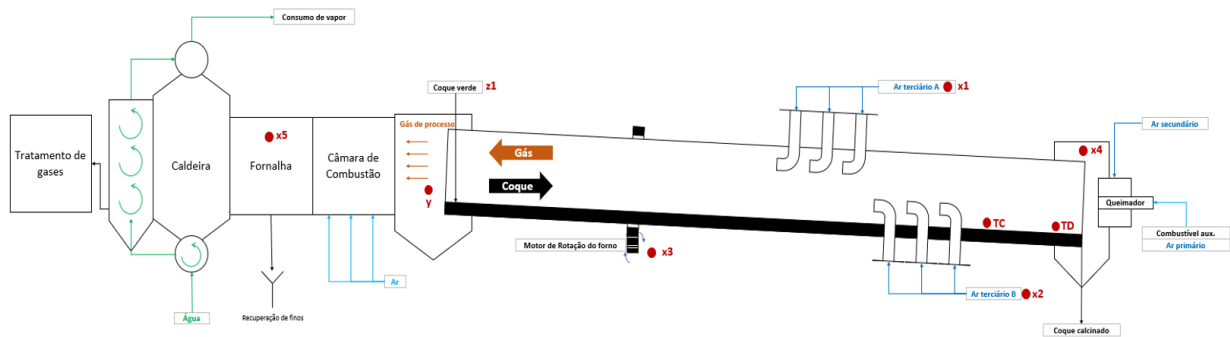 Consumo de vapor
Tratamento de
gases
Caldeira
x5
Fornalha
Câmara de
Combustão
Gás de processo
Coque verde z1
y
Gás
Coque
Motor de Rotação do forno
x3
Ar terciário A x1
Ar terciário B x2
TC
TD
x4
Ar secundário
Queimador
Combustível aux.
Ar primário
Coque calcinado
Ar
Recuperação de finos
Água